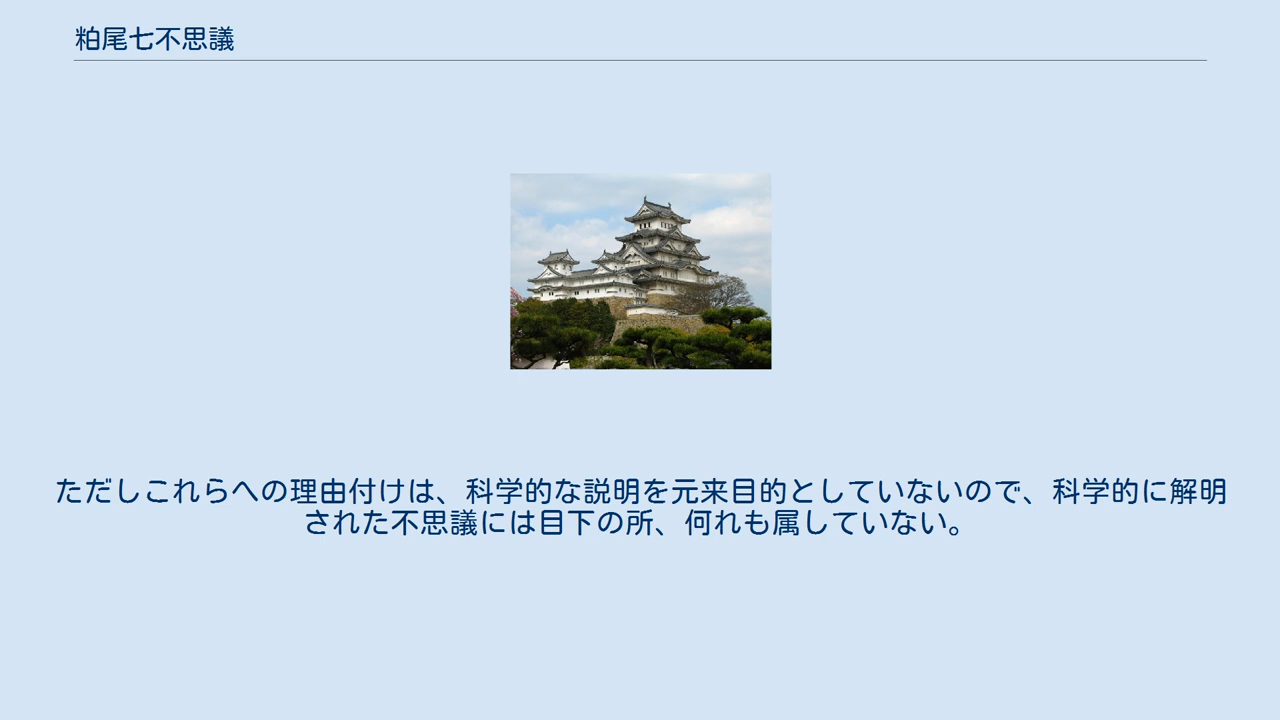 粕尾七不思議
ただしこれらへの理由付けは、科学的な説明を元来目的としていないので、科学的に解明
された不思議には目下の所、何れも属していない。